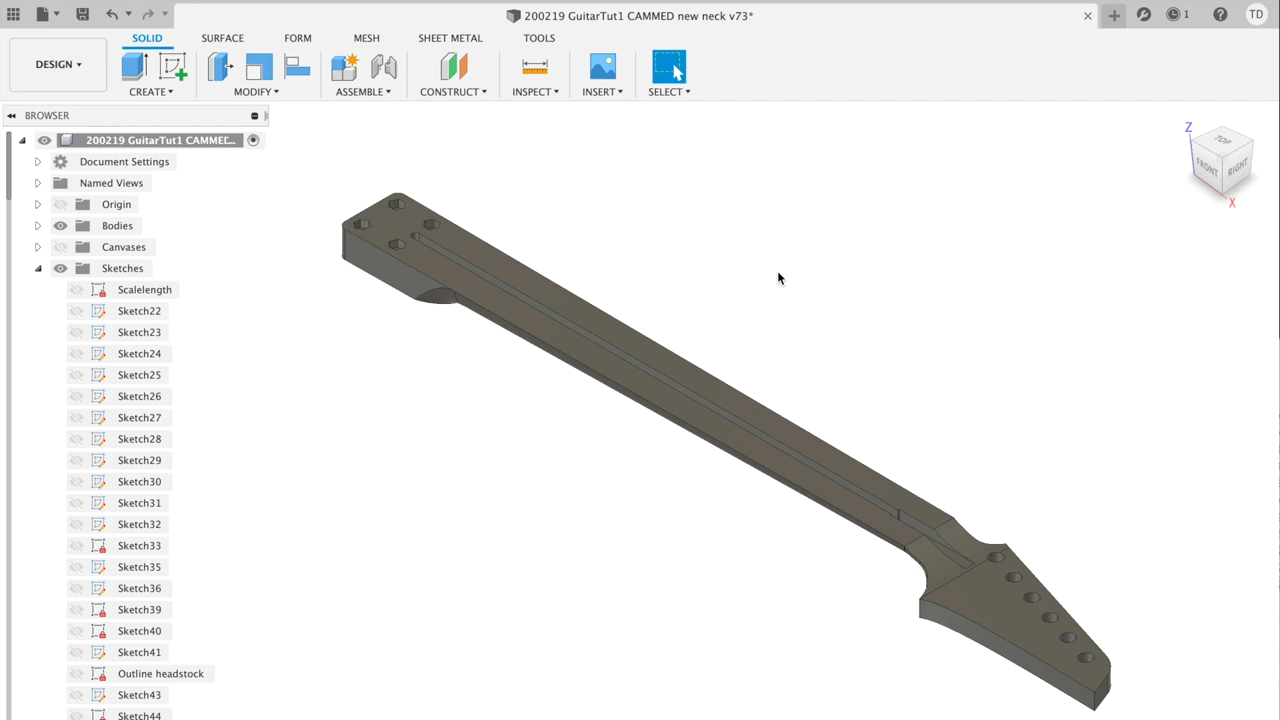 200219 GuitarTut1 CAMMED new neck v73*
1
TD
DESIGN
SOLID
SURFACE
FORM
MESH
SHEET METAL
TOOLS
CREATE
MODIFY
ASSEMBLE
CONSTRUCT
INSPECT
INSERT
SELECT
BROWSER
200219 GuitarTut1 CAMMED...
Document Settings
Named Views
Origin
Bodies
Canvases
Sketches
Scalelength
Sketch22
Sketch23
Sketch24
Sketch25
Sketch26
Sketch27
Sketch28
Sketch29
Sketch30
Sketch31
Sketch32
Sketch33
Sketch35
Sketch36
Sketch39
Sketch40
Sketch41
Outline headstock
Sketch43
Sketch44
Z
TOP
FRONT
RIGHT
X